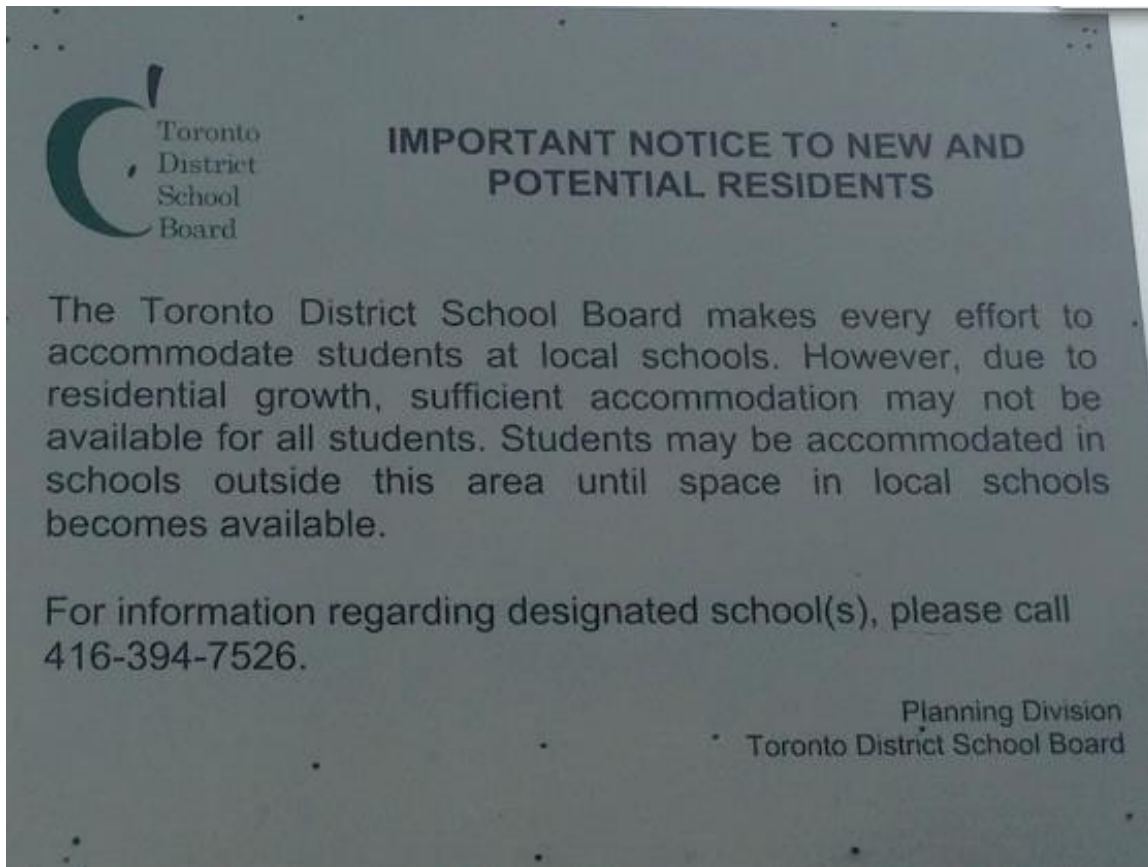 Toronto
District
School
Board
IMPORTANT NOTICE TO NEW AND
POTENTIAL RESIDENTS
The Toronto District School Board makes every effort to
accommodate students at local schools. However, due to
residential growth, sufficient accommodation may not be
available for all students. Students may be accommodated in
schools outside this area until space in local schools
becomes available.
For information regarding designated school(s), please call
416-394-7526.
Planning Division
Toronto District School Board